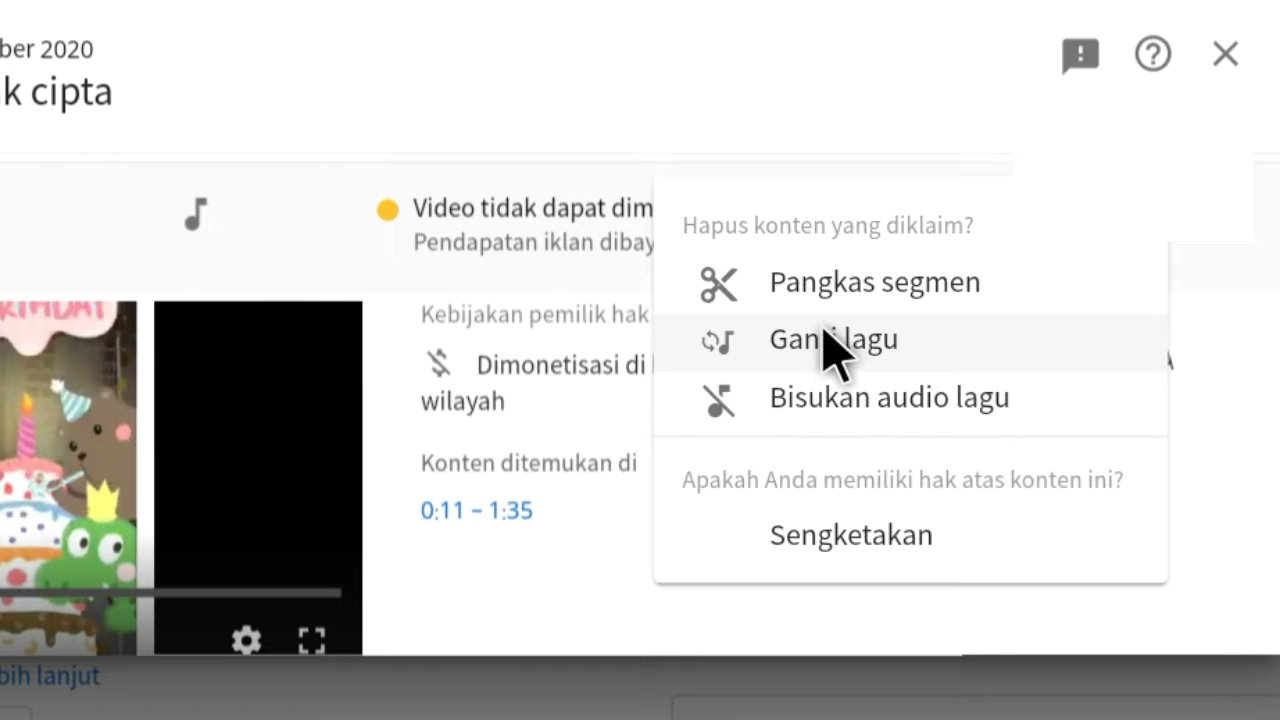 ber 2020
k cipta
Video tidak dapat dim
Pendapatan iklan dibay
Hapus konten yang diklaim?
Pangkas segmen
Ganti lagu
Bisukan audio lagu
Apakah Anda memiliki hak atas konten ini?
Sengketakan
BIRTHDAY
Kebijakan pemilik hak
Dimonetisasi di
wilayah
Konten ditemukan di
0:11 – 1:35
bih lanjut